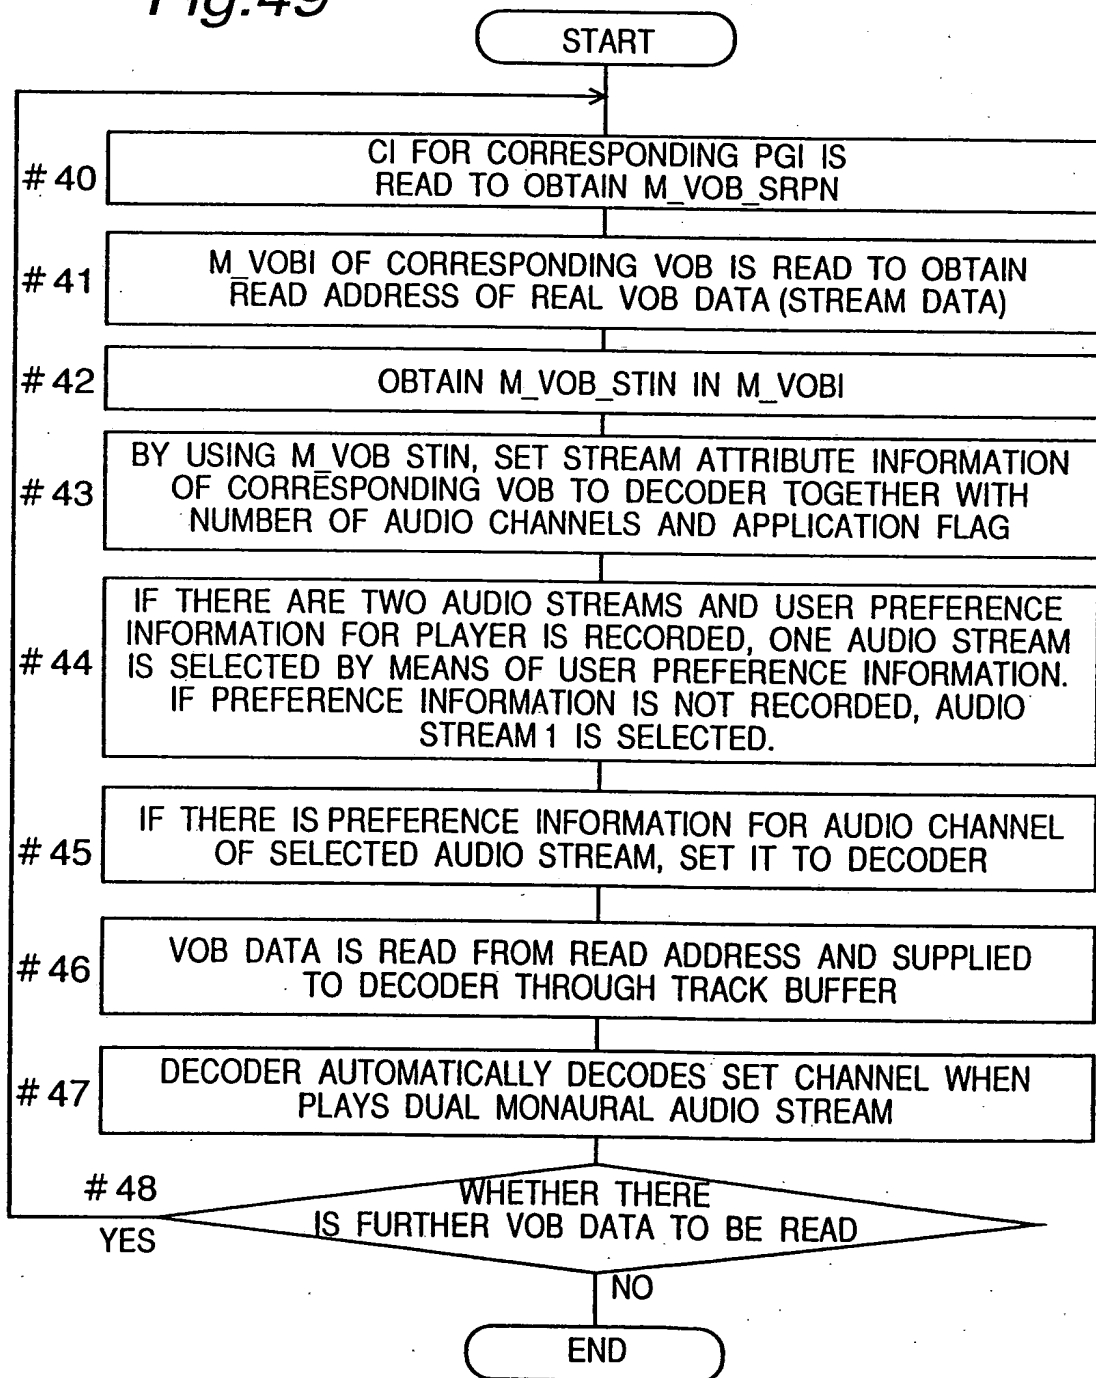 Fig.49
START
#40
CI FOR CORRESPONDING PGI IS
READ TO OBTAIN M_VOB_SRPN
#41
M_VOBI OF CORRESPONDING VOB IS READ TO OBTAIN
READ ADDRESS OF REAL VOB DATA (STREAM DATA)
#42
OBTAIN M_VOB_STIN IN M_VOBI
#43
BY USING M_VOB STIN, SET STREAM ATTRIBUTE INFORMATION
OF CORRESPONDING VOB TO DECODER TOGETHER WITH
NUMBER OF AUDIO CHANNELS AND APPLICATION FLAG
#44
IF THERE ARE TWO AUDIO STREAMS AND USER PREFERENCE
INFORMATION FOR PLAYER IS RECORDED, ONE AUDIO STREAM
IS SELECTED BY MEANS OF USER PREFERENCE INFORMATION.
IF PREFERENCE INFORMATION IS NOT RECORDED, AUDIO
STREAM 1 IS SELECTED.
#45
IF THERE IS PREFERENCE INFORMATION FOR AUDIO CHANNEL
OF SELECTED AUDIO STREAM, SET IT TO DECODER
#46
VOB DATA IS READ FROM READ ADDRESS AND SUPPLIED
TO DECODER THROUGH TRACK BUFFER
#47
DECODER AUTOMATICALLY DECODES SET CHANNEL WHEN
PLAYS DUAL MONAURAL AUDIO STREAM
#48
WHETHER THERE
IS FURTHER VOB DATA TO BE READ
YES
NO
END